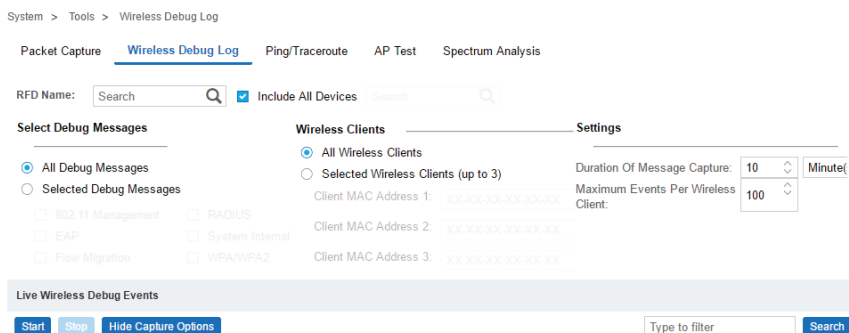 System > Tools > Wireless Debug Log
Packet Capture Wireless Debug Log Ping/Traceroute AP Test Spectrum Analysis
RFD Name: Search Include All Devices Search
Select Debug Messages Wireless Clients Settings
All Debug Messages
Selected Debug Messages
802.11 Management RADIUS
EAP System Internal
Flow Migration WPA/WPA2
All Wireless Clients
Selected Wireless Clients (up to 3)
Client MAC Address 1: XX-XX-XX-XX-XX-XX
Client MAC Address 2: XX-XX-XX-XX-XX-XX
Client MAC Address 3: XX-XX-XX-XX-XX-XX
Duration Of Message Capture: 10 Minute(
Maximum Events Per Wireless
Client: 100
Live Wireless Debug Events
Start Stop Hide Capture Options Type to filter Search